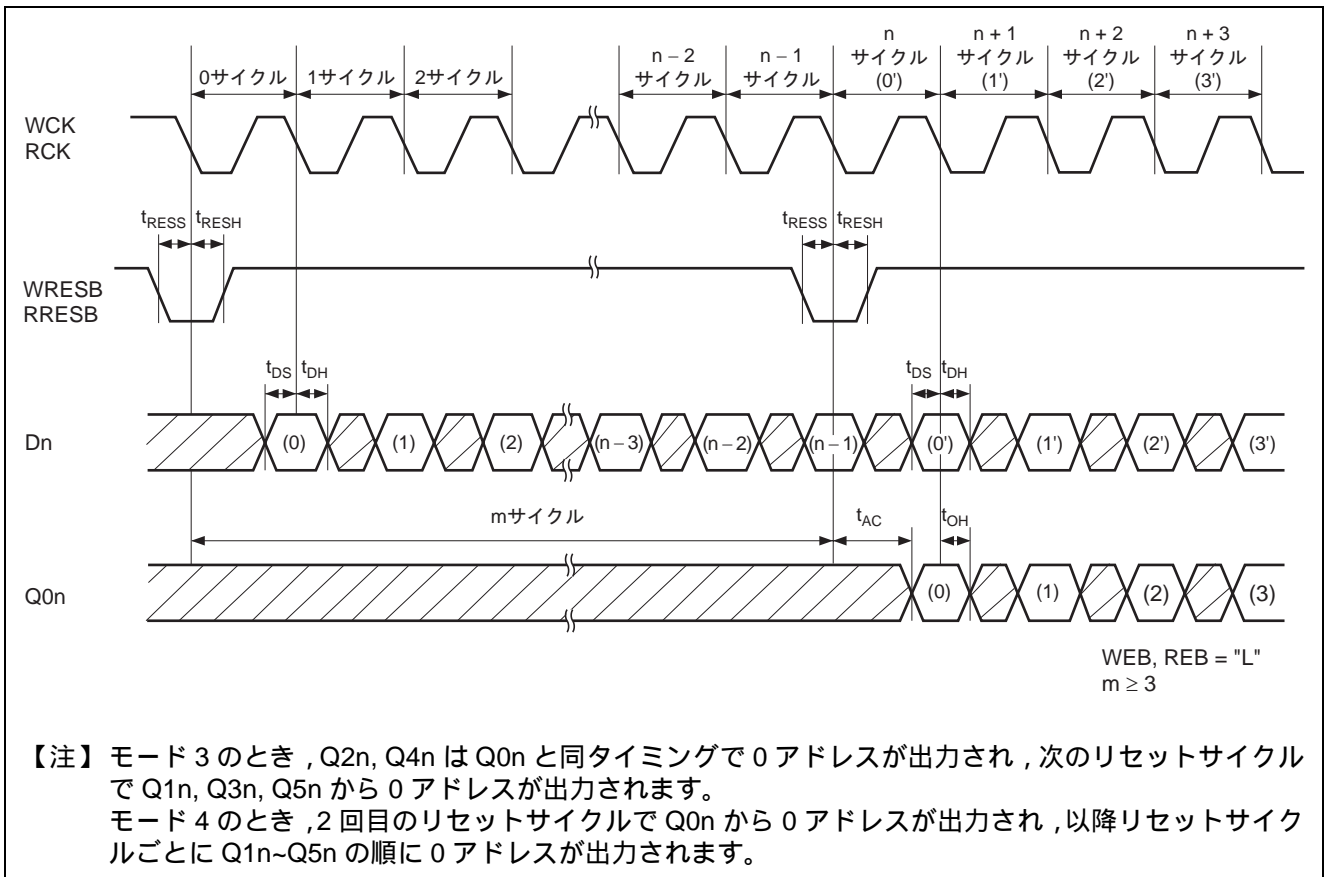 n n + 1 n + 2 n + 3
n – 2 n – 1 サイクル サイクル サイクル サイクル
0サイクル 1サイクル 2サイクル サイクル サイクル (0') (1') (2') (3')
WCK
RCK
tRESS tRESH tRESS tRESH
WRESB
RRESB
tDS tDH tDS tDH
Dn (0) (1) (2) (n – 3) (n – 2) (n – 1) (0') (1') (2') (3')
mサイクル tAC tOH
Q0n (0) (1) (2) (3)
WEB, REB = "L"
m ≥ 3
【注】 モード 3 のとき , Q2n, Q4n は Q0n と同タイミングで 0 アドレスが出力され , 次のリセットサイクル
で Q1n, Q3n, Q5n から 0 アドレスが出力されます。
モード 4 のとき , 2 回目のリセットサイクルで Q0n から 0 アドレスが出力され , 以降リセットサイク
ルごとに Q1n~Q5n の順に 0 アドレスが出力されます。